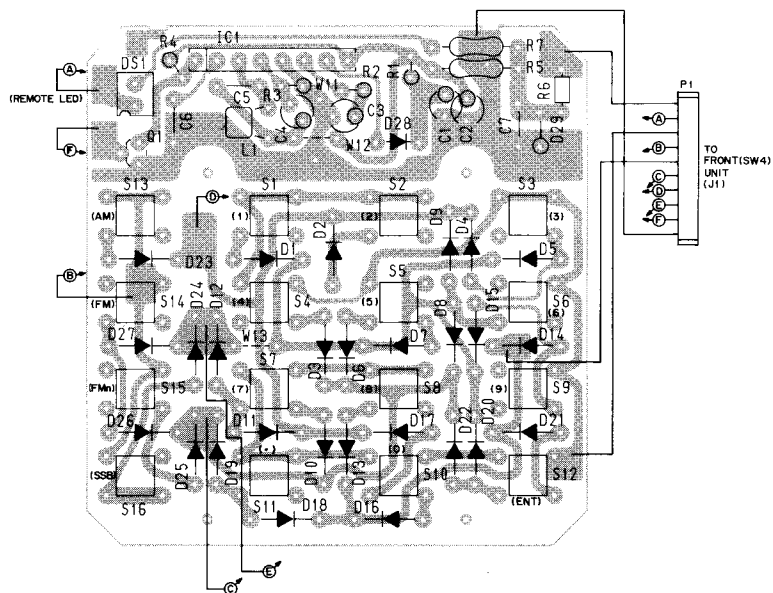 R4
IC1
R7
DS1
R3
W11
R2
R1
R5
A
C5
R6
P1
(REMOTE LED)
C3
A
Q1
C6
C4
D28
C1
C2
C7
D29
TO
FRONT(SW4)
UNIT
(J1)
F
L1
W12
B
C
D
E
F
S13
D
S1
S2
S3
(AM)
(1)
(2)
D9
D4
(3)
D2
D23
D1
D5
B
S14
D24
D12
S4
S5
D8
D15
S6
(FM)
(4)
(5)
(6)
D27
W13
D7
D14
S7
D3
D6
S15
S8
S9
(FMn)
(7)
(8)
(9)
D26
D11
D17
D22
D20
D21
(.)
(0)
(SSB)
D25
D19
D10
D13
S10
S12
S16
S11
D18
D16
(ENT)
E
C